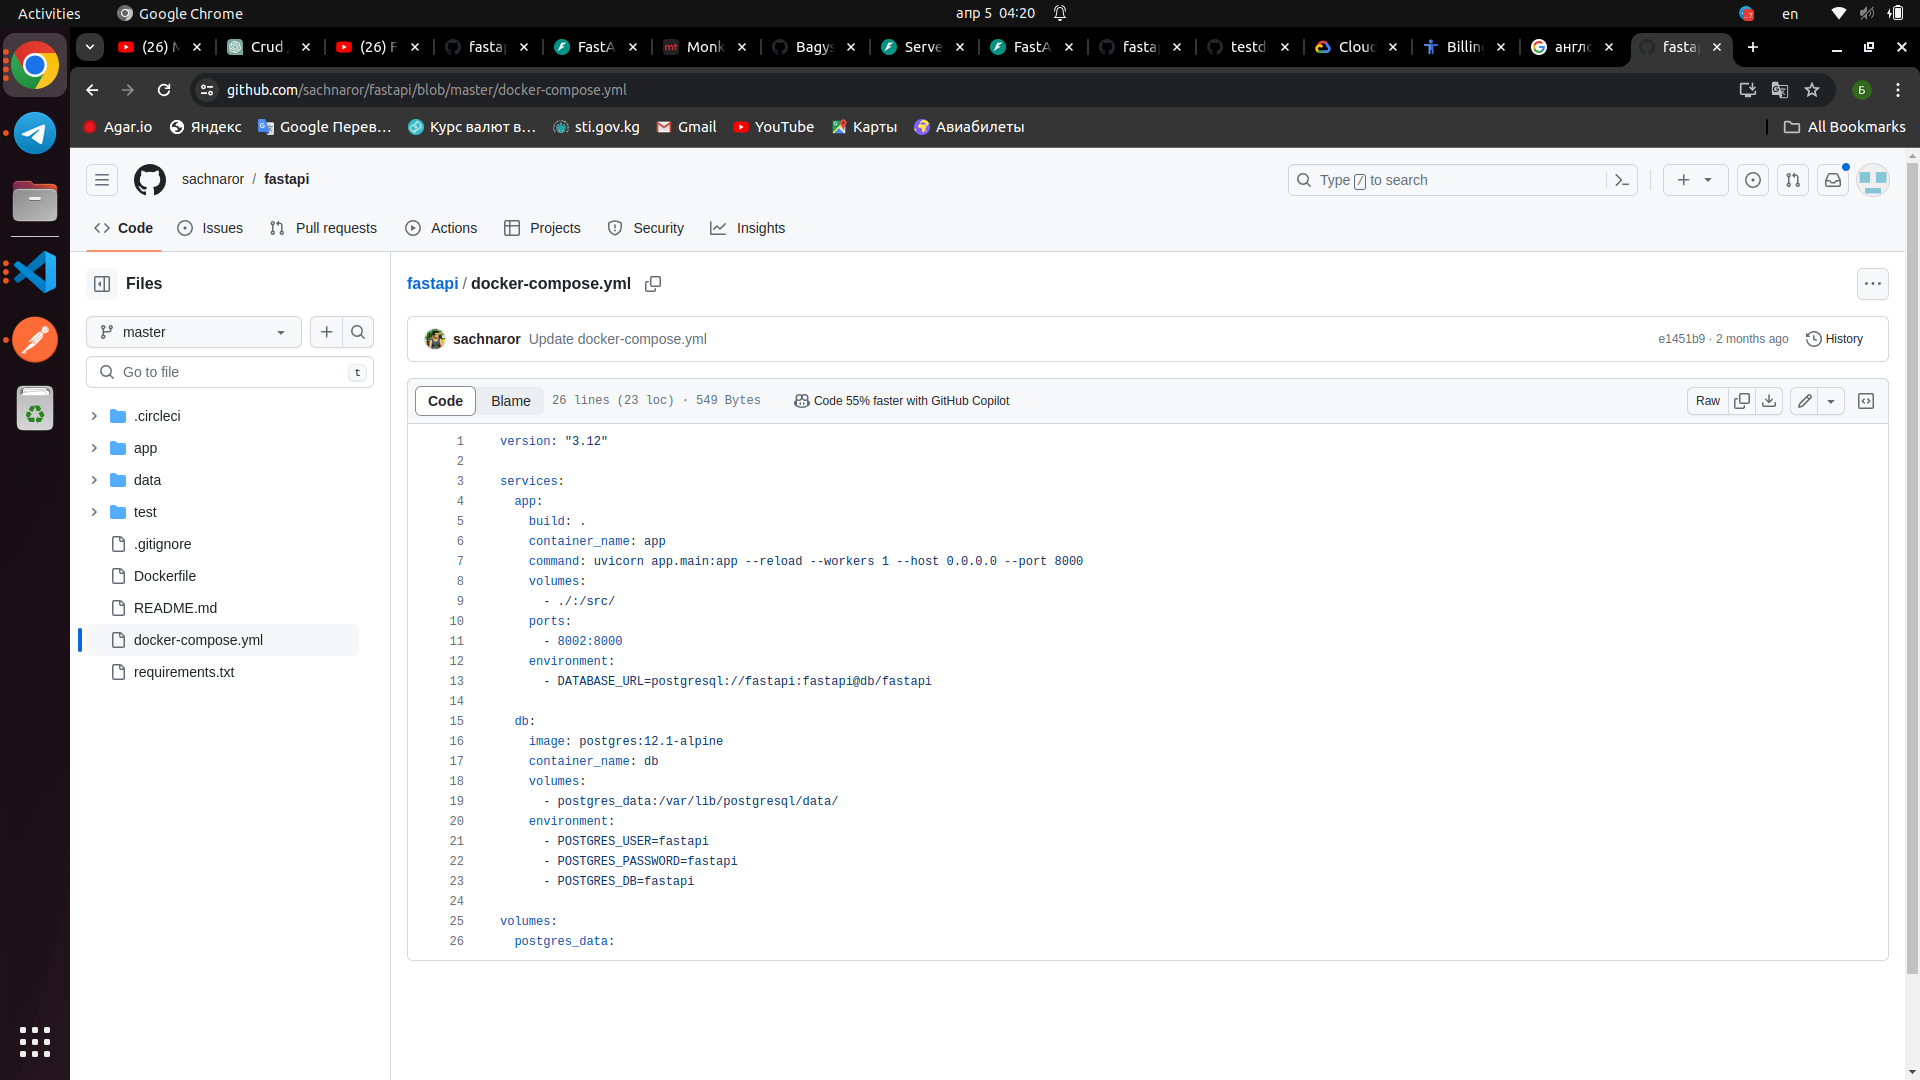 Activities
Google Chrome
апр 5 04:20
en
(26)
Crud
(26) F
fasta
FastA
Monk
Bagy
Serve
FastA
fasta
testd
Clou
Billin
англ
fasta
github.com/sachnaror/fastapi/blob/master/docker-compose.yml
Б
Agar.io
Яндекс
Google Перев…
Курс валют в…
sti.gov.kg
Gmail
YouTube
Карты
Авиабилеты
All Bookmarks
sachnaror / fastapi
Type / to search
Code
Issues
Pull requests
Actions
Projects
Security
Insights
Files
master
Go to file
t
.circleci
app
data
test
.gitignore
Dockerfile
README.md
docker-compose.yml
requirements.txt
fastapi / docker-compose.yml
sachnaror Update docker-compose.yml
e1451b9 · 2 months ago
History
Code
Blame
26 lines (23 loc) · 549 Bytes
Code 55% faster with GitHub Copilot
Raw
1 version: "3.12"
2
3 services:
4 app:
5 build: .
6 container_name: app
7 command: uvicorn app.main:app --reload --workers 1 --host 0.0.0.0 --port 8000
8 volumes:
9 - ./:/src/
10 ports:
11 - 8002:8000
12 environment:
13 - DATABASE_URL=postgresql://fastapi:fastapi@db/fastapi
14
15 db:
16 image: postgres:12.1-alpine
17 container_name: db
18 volumes:
19 - postgres_data:/var/lib/postgresql/data/
20 environment:
21 - POSTGRES_USER=fastapi
22 - POSTGRES_PASSWORD=fastapi
23 - POSTGRES_DB=fastapi
24
25 volumes:
26 postgres_data: